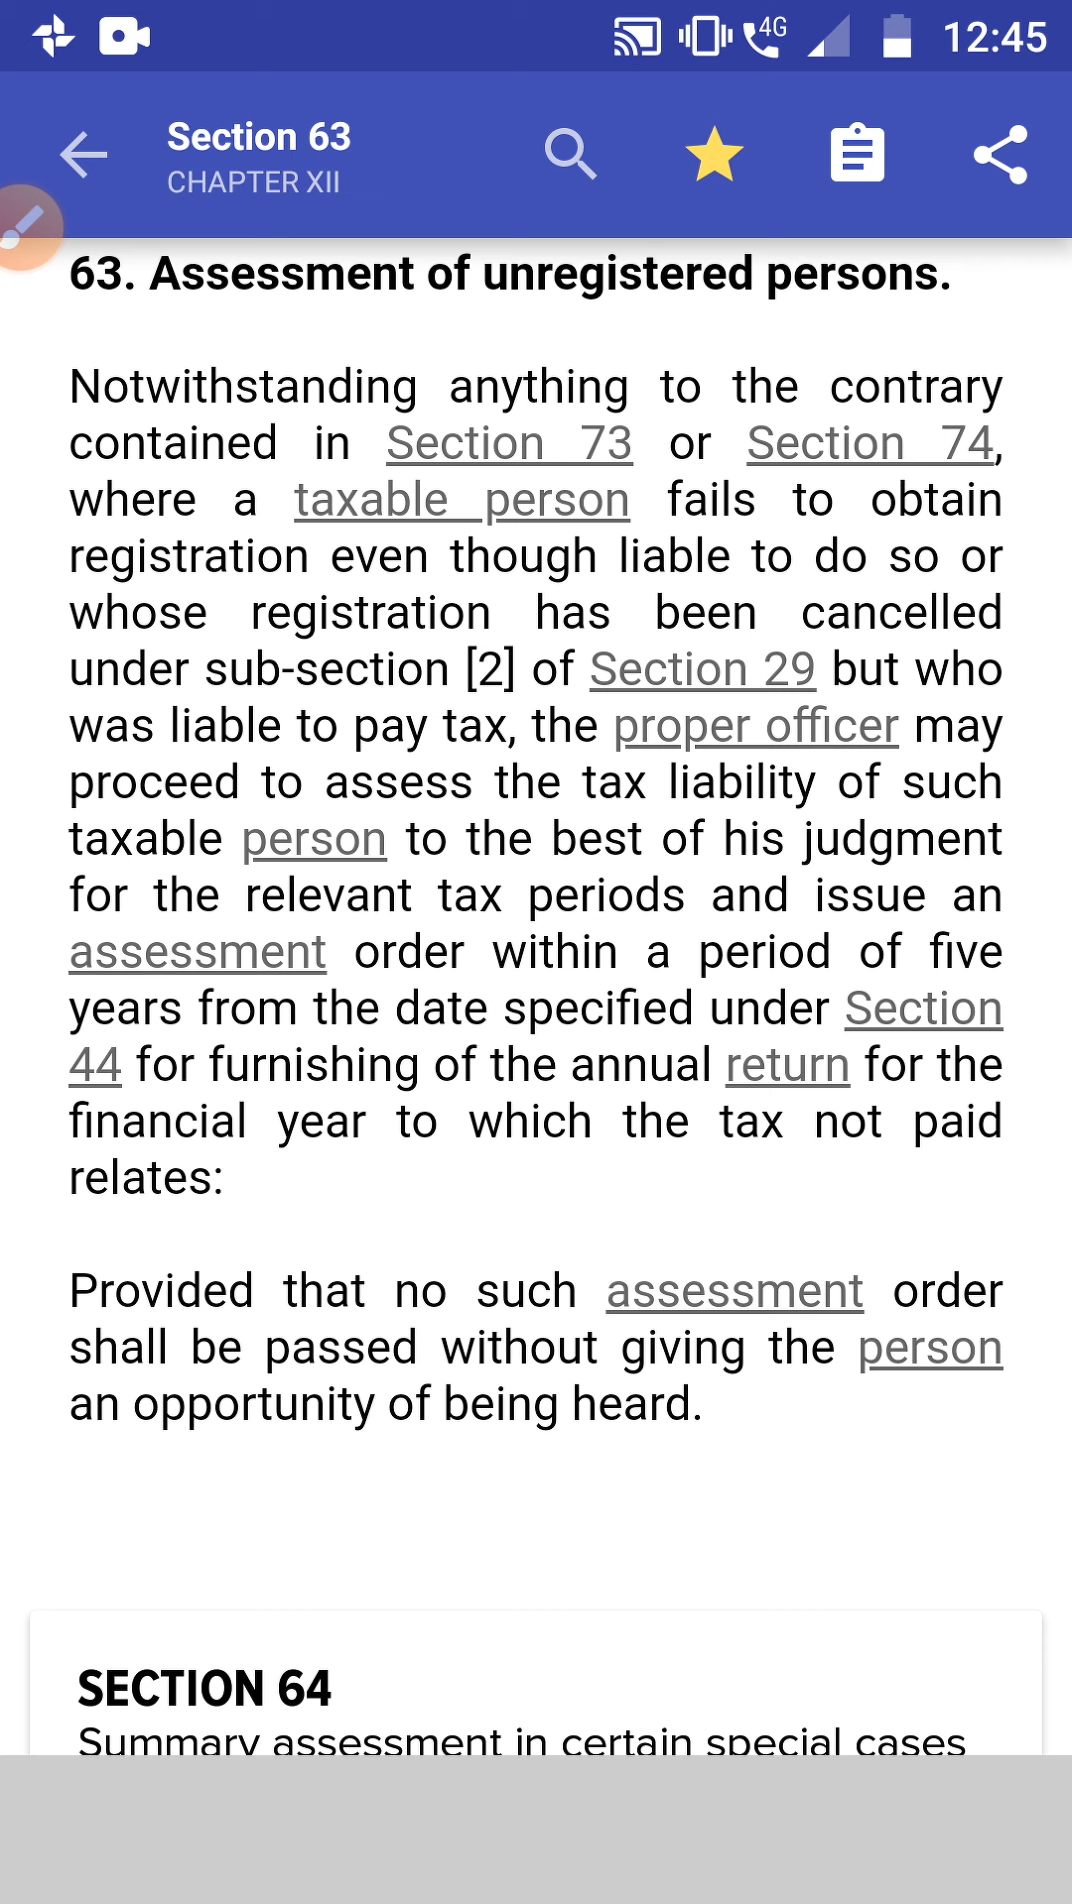 4G
12:45
Section 63
CHAPTER XII
63. Assessment of unregistered persons.
Notwithstanding anything to the contrary
contained in Section 73 or Section 74,
where a taxable person fails to obtain
registration even though liable to do so or
whose registration has been cancelled
under sub-section [2] of Section 29 but who
was liable to pay tax, the proper officer may
proceed to assess the tax liability of such
taxable person to the best of his judgment
for the relevant tax periods and issue an
assessment order within a period of five
years from the date specified under Section
44 for furnishing of the annual return for the
financial year to which the tax not paid
relates:
Provided that no such assessment order
shall be passed without giving the person
an opportunity of being heard.
SECTION 64
Summary assessment in certain special cases